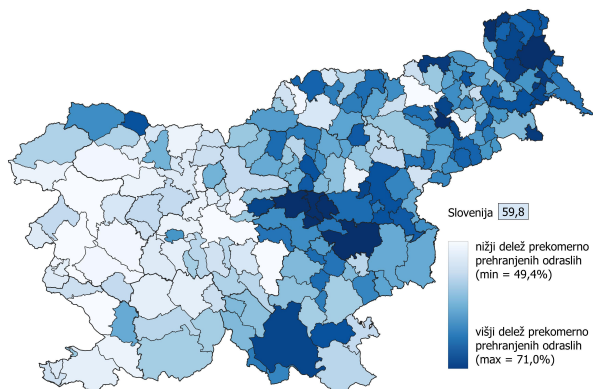 Slovenija 59,8
nižji delež prekomerno
prehranjenih odraslih
(min = 49,4%)
višji delež prekomerno
prehranjenih odraslih
(max = 71,0%)